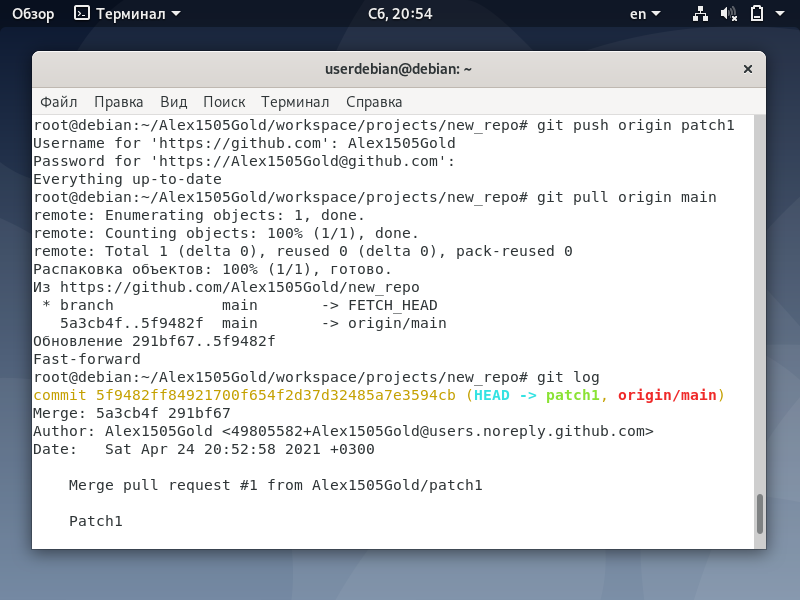 Обзор Терминал Сб, 20:54 en
userdebian@debian: ~ ×
Файл Правка Вид Поиск Терминал Справка
root@debian:~/Alex1505Gold/workspace/projects/new_repo# git push origin patch1
Username for 'https://github.com': Alex1505Gold
Password for 'https://Alex1505Gold@github.com':
Everything up-to-date
root@debian:~/Alex1505Gold/workspace/projects/new_repo# git pull origin main
remote: Enumerating objects: 1, done.
remote: Counting objects: 100% (1/1), done.
remote: Total 1 (delta 0), reused 0 (delta 0), pack-reused 0
Распаковка объектов: 100% (1/1), готово.
Из https://github.com/Alex1505Gold/new_repo
 * branch            main       -> FETCH_HEAD
   5a3cb4f..5f9482f  main       -> origin/main
Обновление 291bf67..5f9482f
Fast-forward
root@debian:~/Alex1505Gold/workspace/projects/new_repo# git log
commit 5f9482ff84921700f654f2d37d32485a7e3594cb (HEAD -> patch1, origin/main)
Merge: 5a3cb4f 291bf67
Author: Alex1505Gold <49805582+Alex1505Gold@users.noreply.github.com>
Date:   Sat Apr 24 20:52:58 2021 +0300
    Merge pull request #1 from Alex1505Gold/patch1
    Patch1